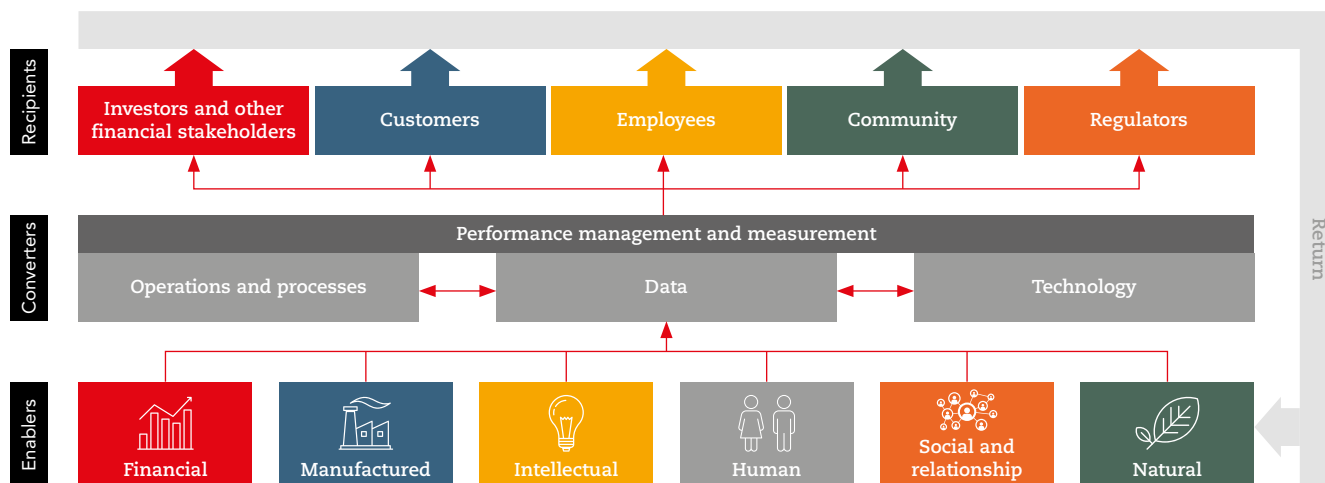 Recipients
Investors and other
financial stakeholders
Customers
Employees
Community
Regulators
Converters
Performance management and measurement
Operations and processes
Data
Technology
Return
Enablers
Financial
Manufactured
Intellectual
Human
Social and
relationship
Natural